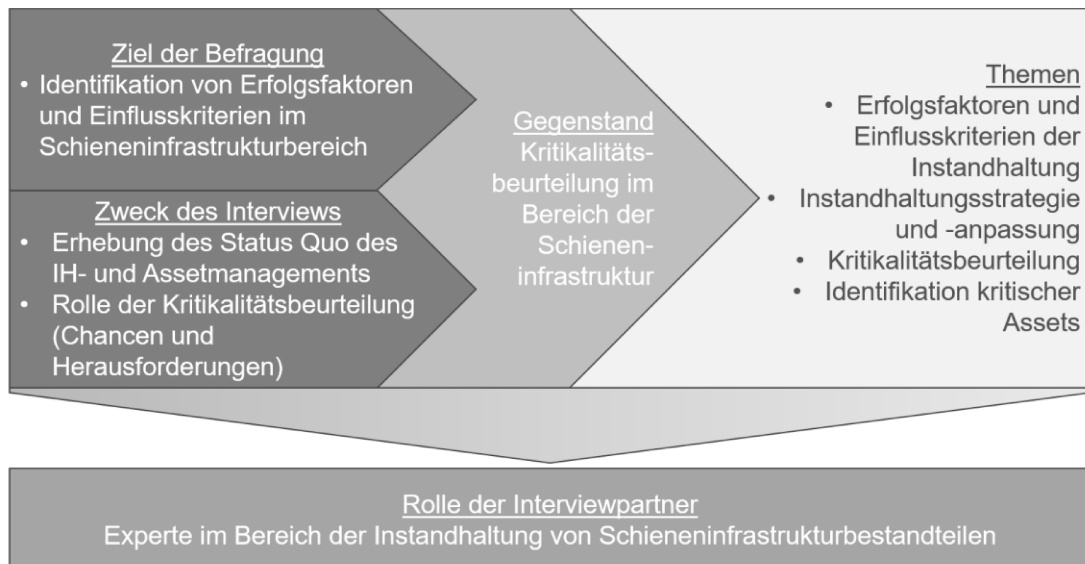 Ziel der Befragung
• Identifikation von Erfolgsfaktoren
und Einflusskriterien im
Schieneninfrastrukturbereich
Zweck des Interviews
• Erhebung des Status Quo des
IH- und Assetmanagements
• Rolle der Kritikalitätsbeurteilung
(Chancen und
Herausforderungen)
Gegenstand
Kritikalitäts-
beurteilung im
Bereich der
Schienen-
infrastruktur
Themen
• Erfolgsfaktoren und
Einflusskriterien der
Instandhaltung
• Instandhaltungsstrategie
und -anpassung
• Kritikalitätsbeurteilung
• Identifikation kritischer
Assets
Rolle der Interviewpartner
Experte im Bereich der Instandhaltung von Schieneninfrastrukturbestandteilen